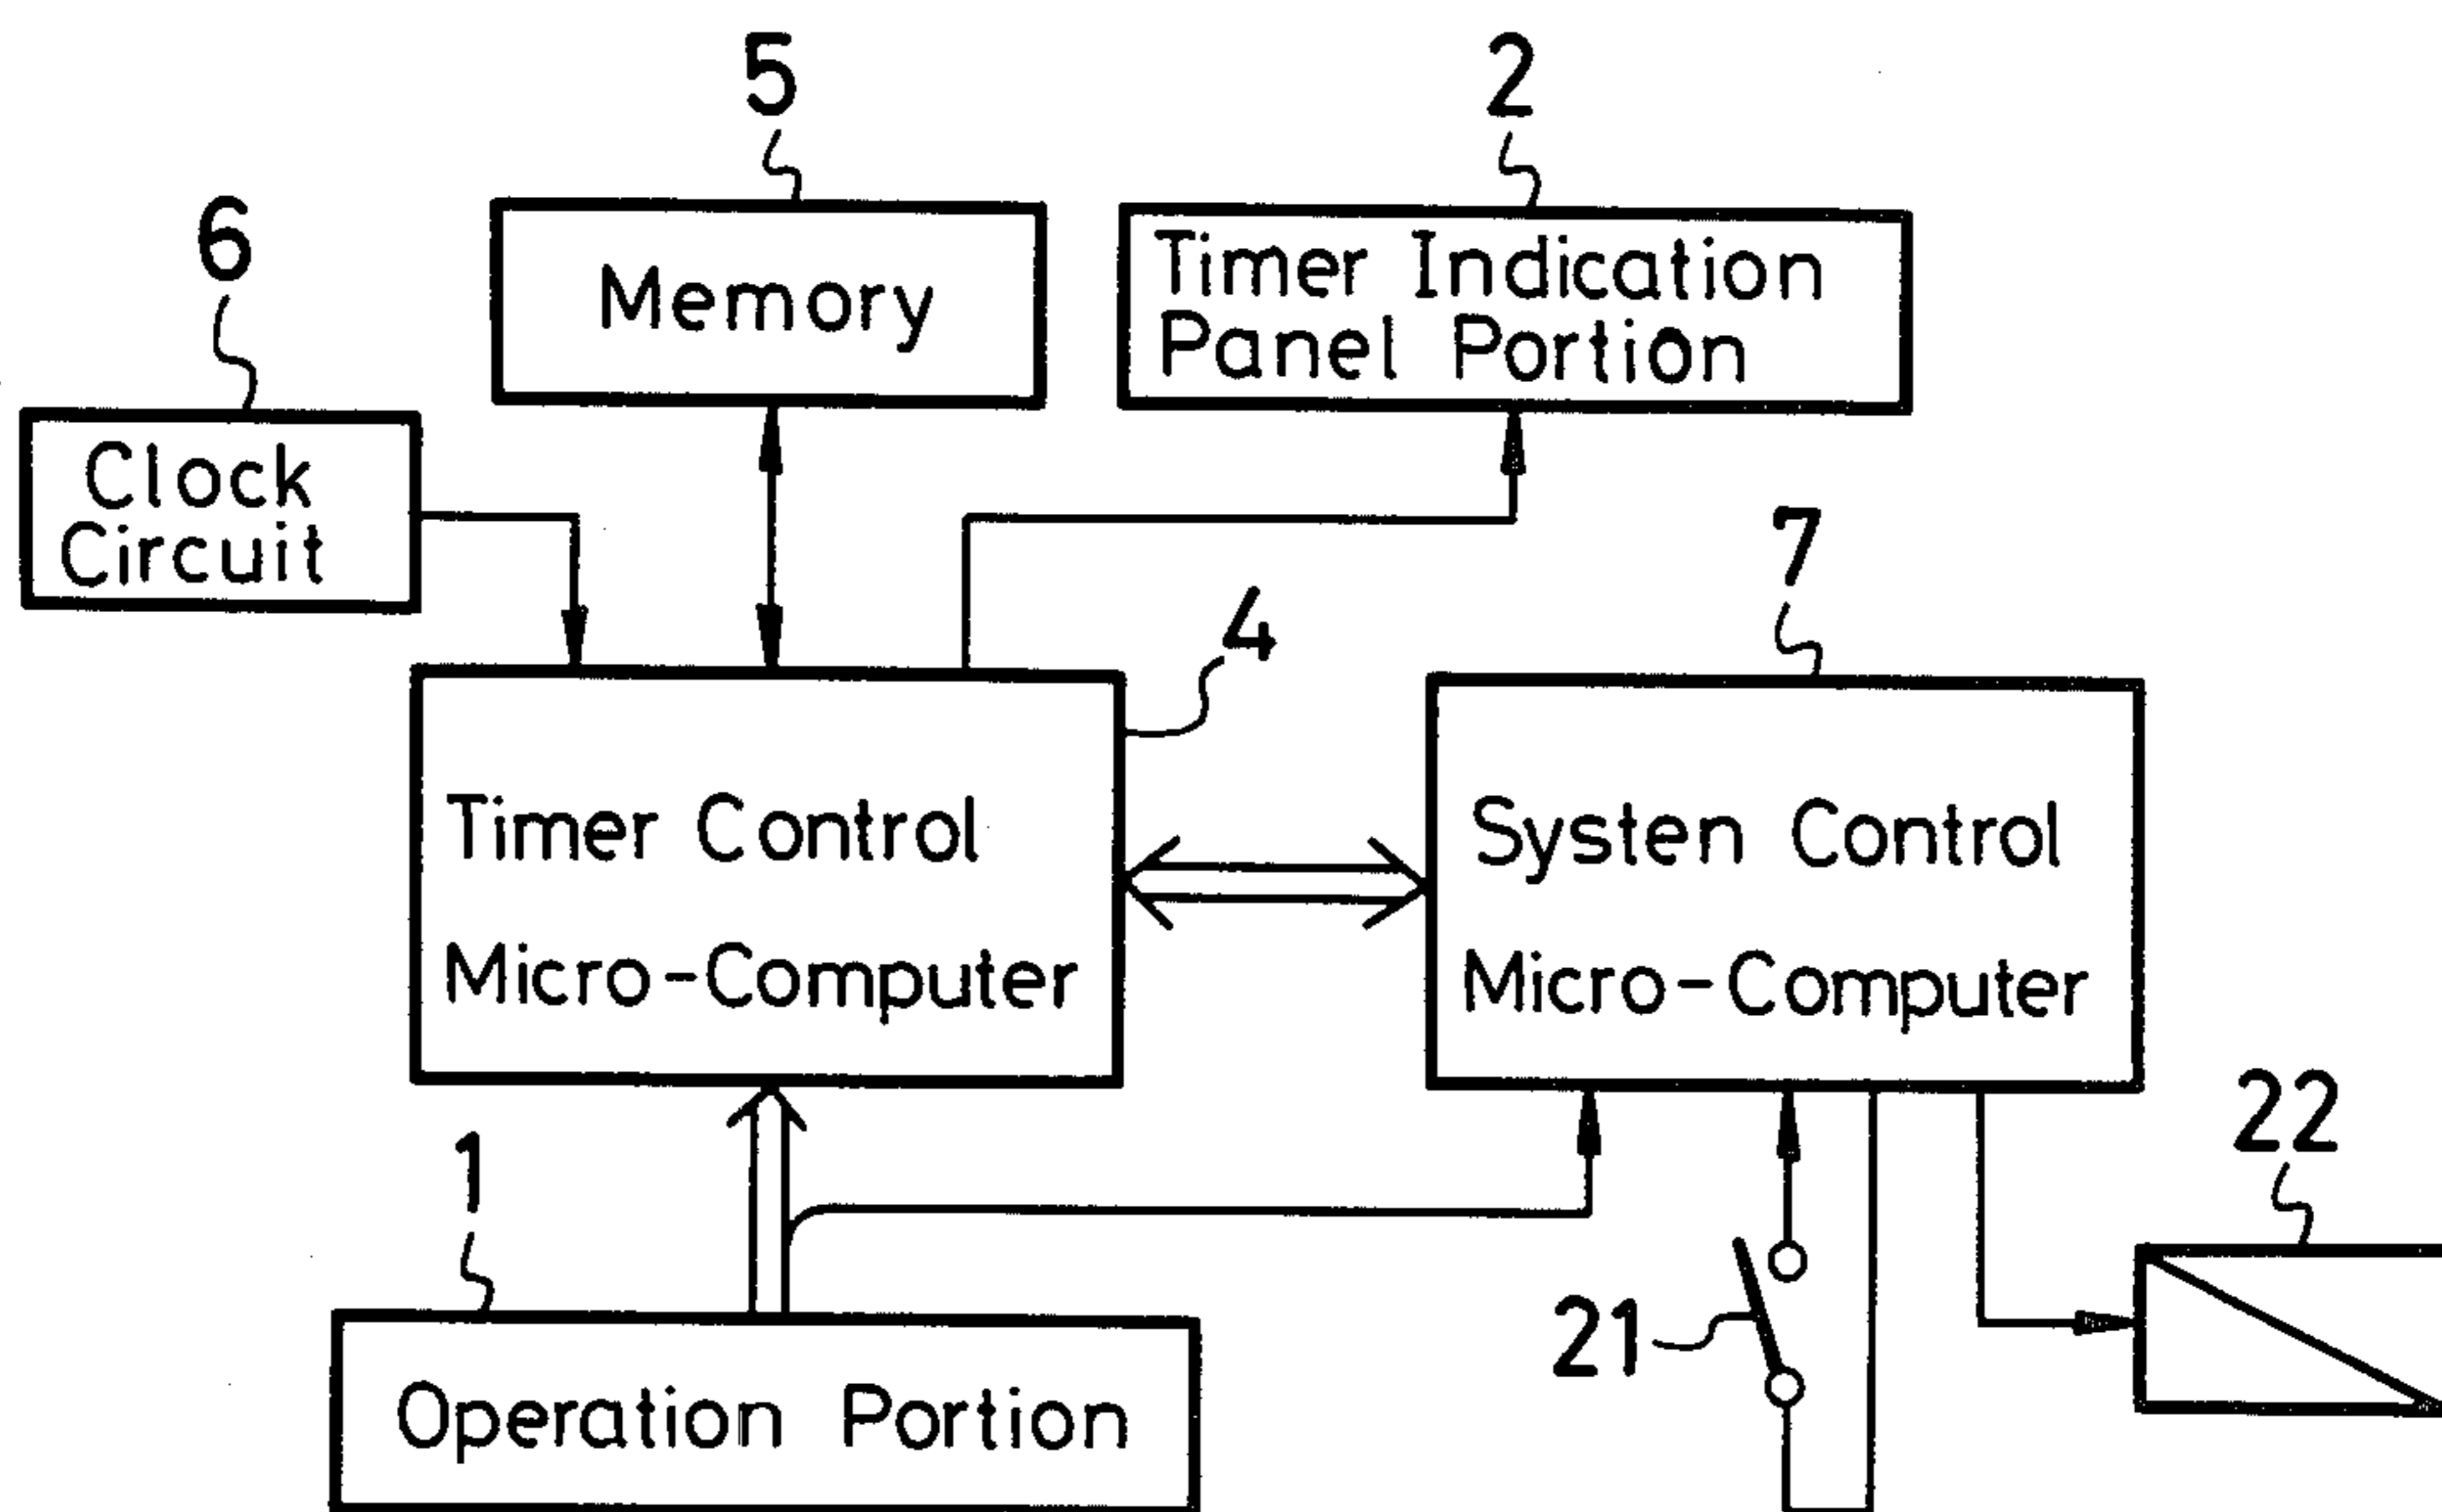 5
2
6
Memory
Timer Indication
Panel Portion
Clock
Circuit
7
4
Timer Control
Micro-Computer
Systen Control
Micro-Computer
1
22
21
Operation Portion